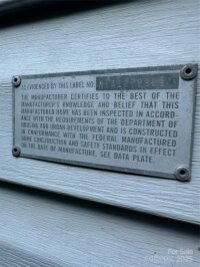 AS EVIDENCED BY THIS LABEL NO.
THE MANUFACTURER CERTIFIES TO THE BEST OF THE
MANUFACTURER'S KNOWLEDGE AND BELIEF THAT THIS
MANUFACTURED HOME HAS BEEN INSPECTED IN ACCORD-
ANCE WITH THE REQUIREMENTS OF THE DEPARTMENT OF
HOUSING AND URBAN DEVELOPMENT AND IS CONSTRUCTED
IN CONFORMANCE WITH THE FEDERAL MANUFACTURED
HOME CONSTRUCTION AND SAFETY STANDARDS IN EFFECT
ON THE DATE OF MANUFACTURE. SEE DATA PLATE.
For
Copyright 2025